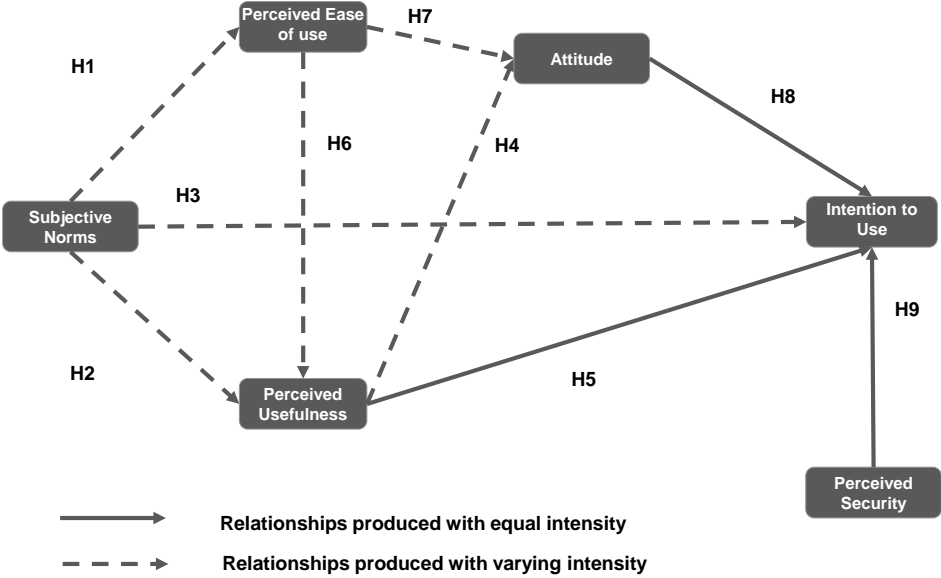 Perceived Ease
of use
H7
Attitude
H1
H8
H6
H4
H3
Subjective
Norms
Intention to
Use
H9
H2
H5
Perceived
Usefulness
Perceived
Security
Relationships produced with equal intensity
Relationships produced with varying intensity